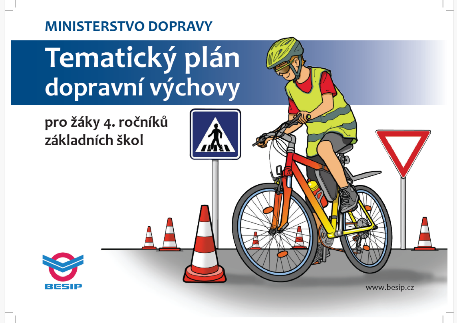 MINISTERSTVO DOPRAVY
Tematický plán
dopravní výchovy
pro žáky 4. ročníků
základních škol
BESIP
www.besip.cz